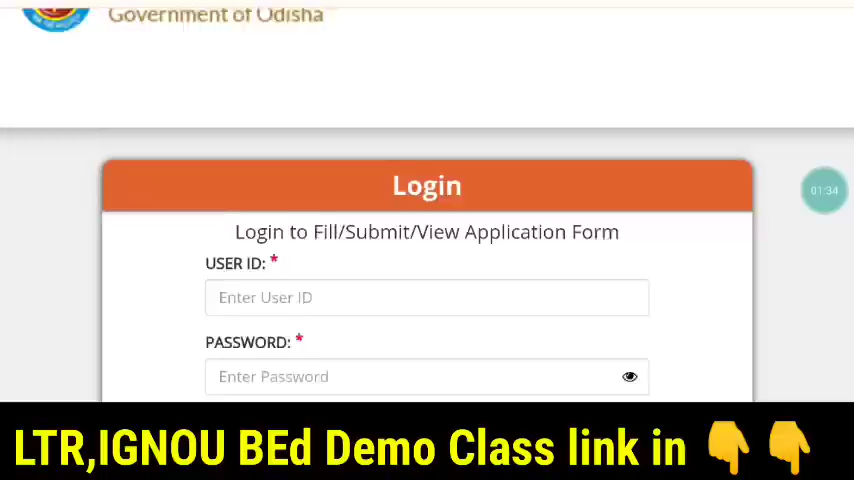 Government of Odisha
Login
01:34
Login to Fill/Submit/View Application Form
USER ID: *
Enter User ID
PASSWORD: *
Enter Password
LTR,IGNOU BEd Demo Class link in 👇👇